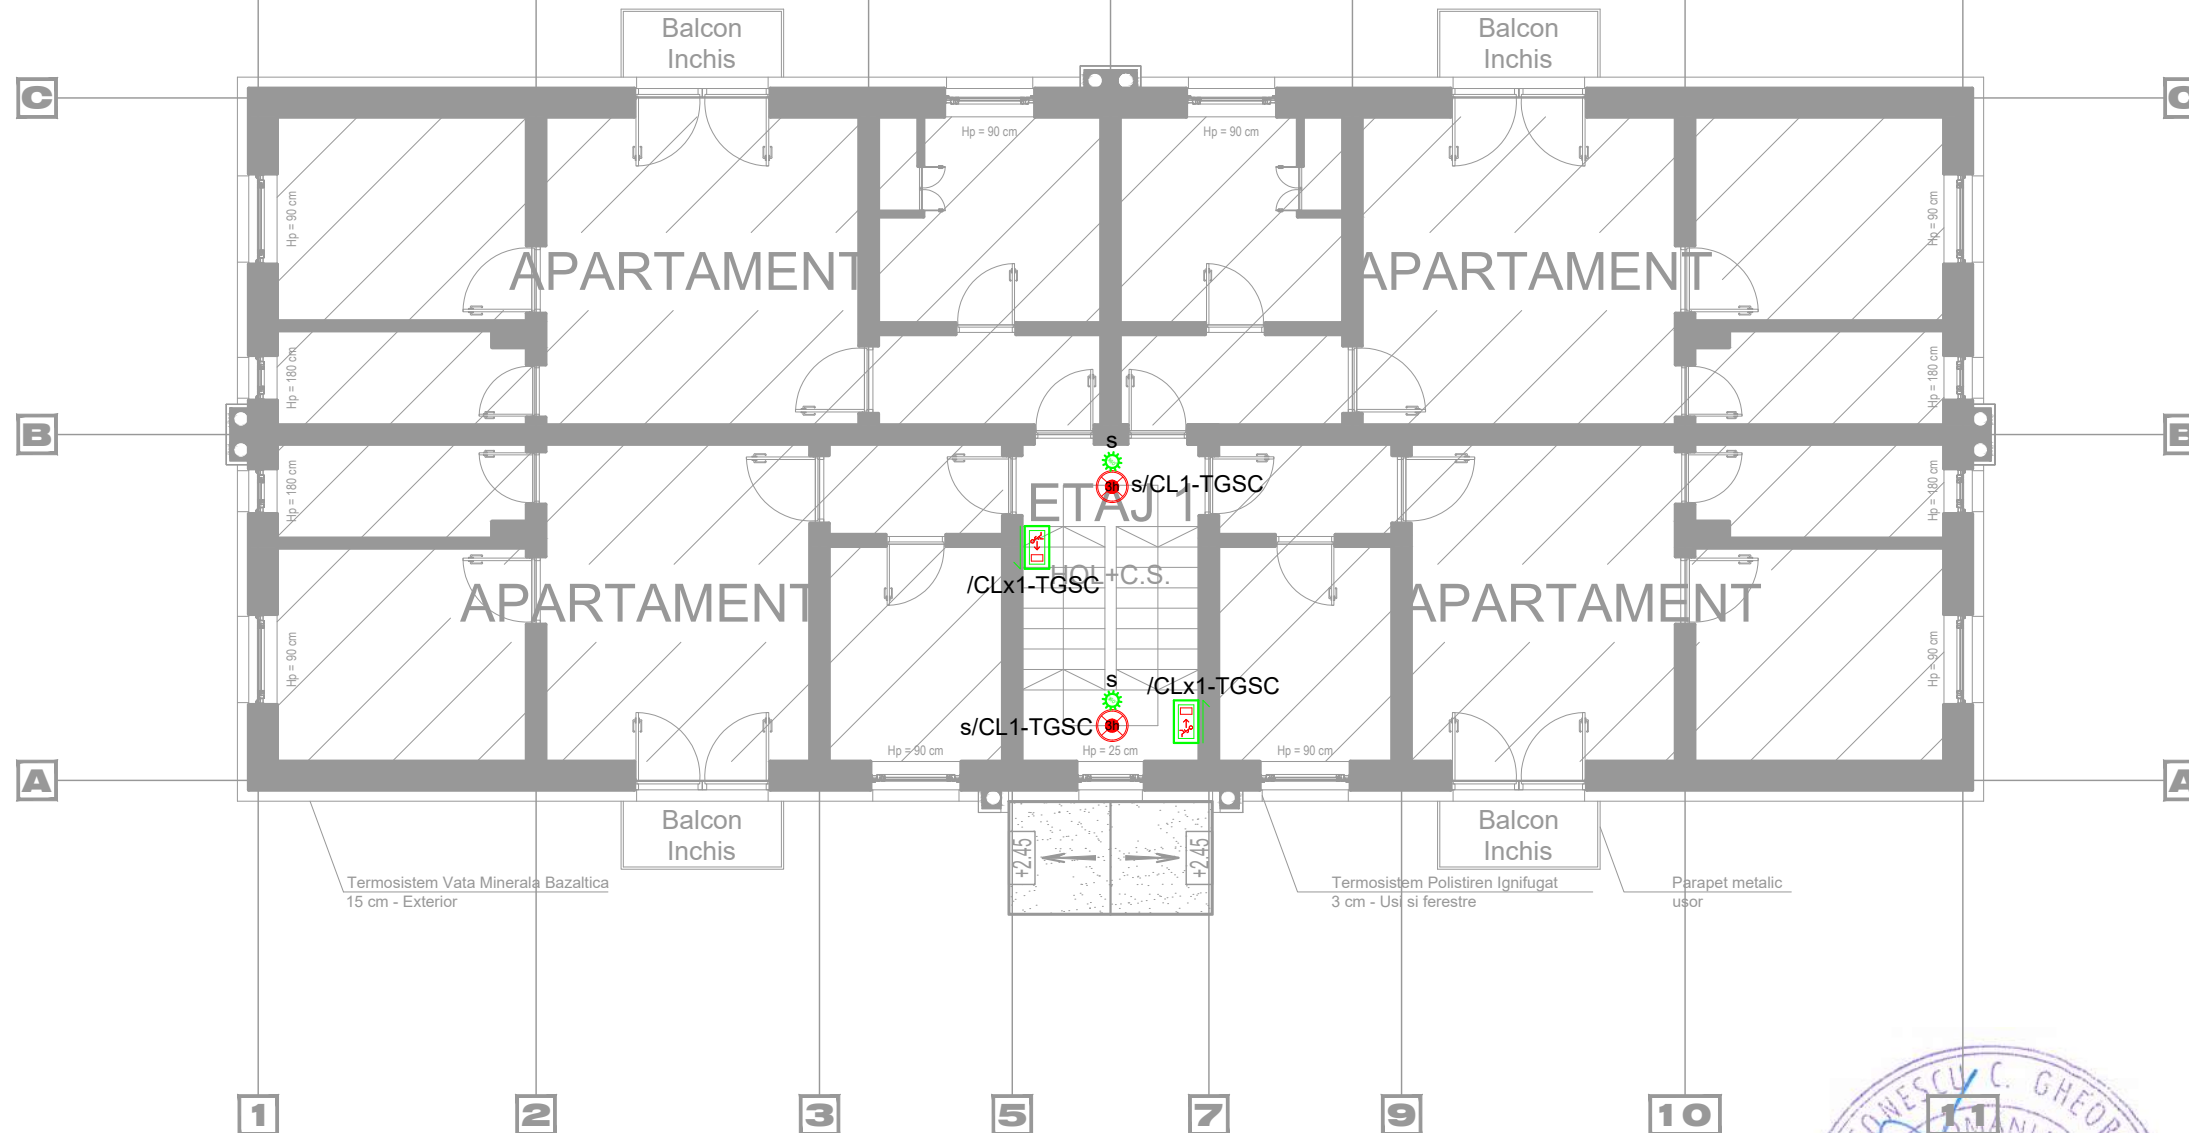 Balcon
Inchis
Balcon
Inchis
C
C
Hp = 90 cm
Hp = 90 cm
Hp = 90 cm
Hp = 90 cm
APARTAMENT
APARTAMENT
Hp = 180 cm
Hp = 180 cm
B
B
s
s/CL1-TGSC
3h
ETAJ 1
Hp = 180 cm
Hp = 180 cm
HOL+C.S.
/CLx1-TGSC
APARTAMENT
APARTAMENT
Hp = 90 cm
Hp = 90 cm
s
/CLx1-TGSC
s/CL1-TGSC
3h
Hp = 90 cm
Hp = 25 cm
Hp = 90 cm
A
A
Balcon
Inchis
Balcon
Inchis
+2.45
+2.45
Termosistem Vata Minerala Bazaltica
15 cm - Exterior
Termosistem Polistiren Ignifugat
3 cm - Usi si ferestre
Parapet metalic
usor
1
2
3
5
7
9
10
11
C. GHEOR